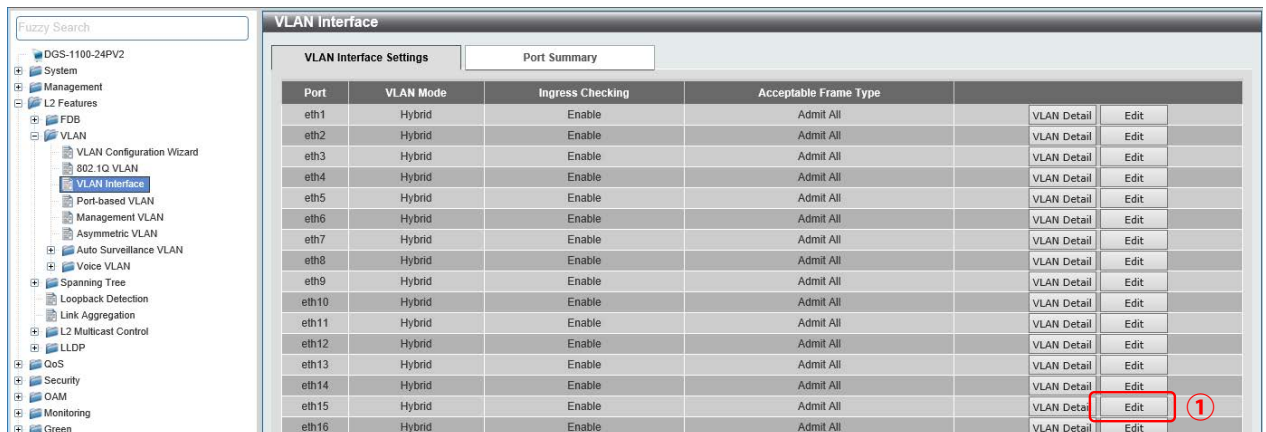 Fuzzy Search
DGS-1100-24PV2
System
Management
L2 Features
FDB
VLAN
VLAN Configuration Wizard
802.1Q VLAN
VLAN Interface
Port-based VLAN
Management VLAN
Asymmetric VLAN
Auto Surveillance VLAN
Voice VLAN
Spanning Tree
Loopback Detection
Link Aggregation
L2 Multicast Control
LLDP
QoS
Security
OAM
Monitoring
Green
VLAN Interface
VLAN Interface Settings Port Summary
Port VLAN Mode Ingress Checking Acceptable Frame Type
eth1 Hybrid Enable Admit All VLAN Detail Edit
eth2 Hybrid Enable Admit All VLAN Detail Edit
eth3 Hybrid Enable Admit All VLAN Detail Edit
eth4 Hybrid Enable Admit All VLAN Detail Edit
eth5 Hybrid Enable Admit All VLAN Detail Edit
eth6 Hybrid Enable Admit All VLAN Detail Edit
eth7 Hybrid Enable Admit All VLAN Detail Edit
eth8 Hybrid Enable Admit All VLAN Detail Edit
eth9 Hybrid Enable Admit All VLAN Detail Edit
eth10 Hybrid Enable Admit All VLAN Detail Edit
eth11 Hybrid Enable Admit All VLAN Detail Edit
eth12 Hybrid Enable Admit All VLAN Detail Edit
eth13 Hybrid Enable Admit All VLAN Detail Edit
eth14 Hybrid Enable Admit All VLAN Detail Edit
eth15 Hybrid Enable Admit All VLAN Detail Edit ①
eth16 Hybrid Enable Admit All VLAN Detail Edit